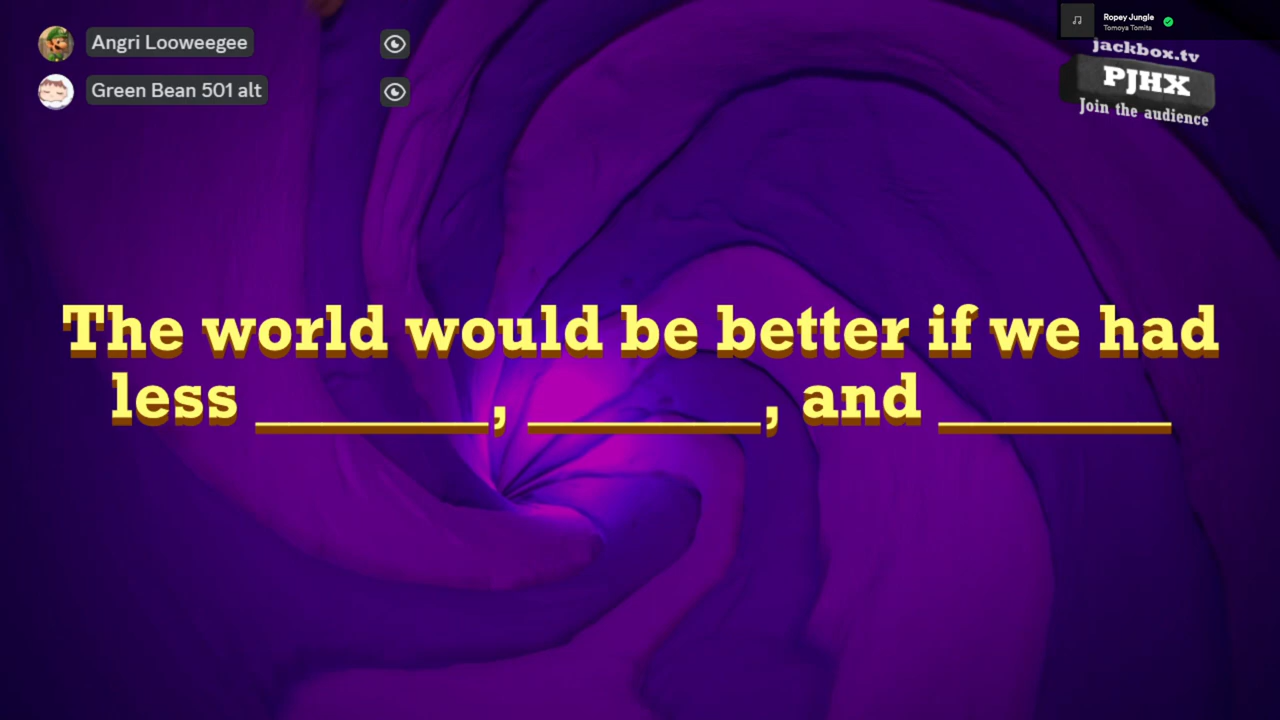 Angri Looweegee
Green Bean 501 alt
Ropey Jungle
Tomoya Tomita
jackbox.tv
PJHX
Join the audience
The world would be better if we had
less ________, ________, and ________